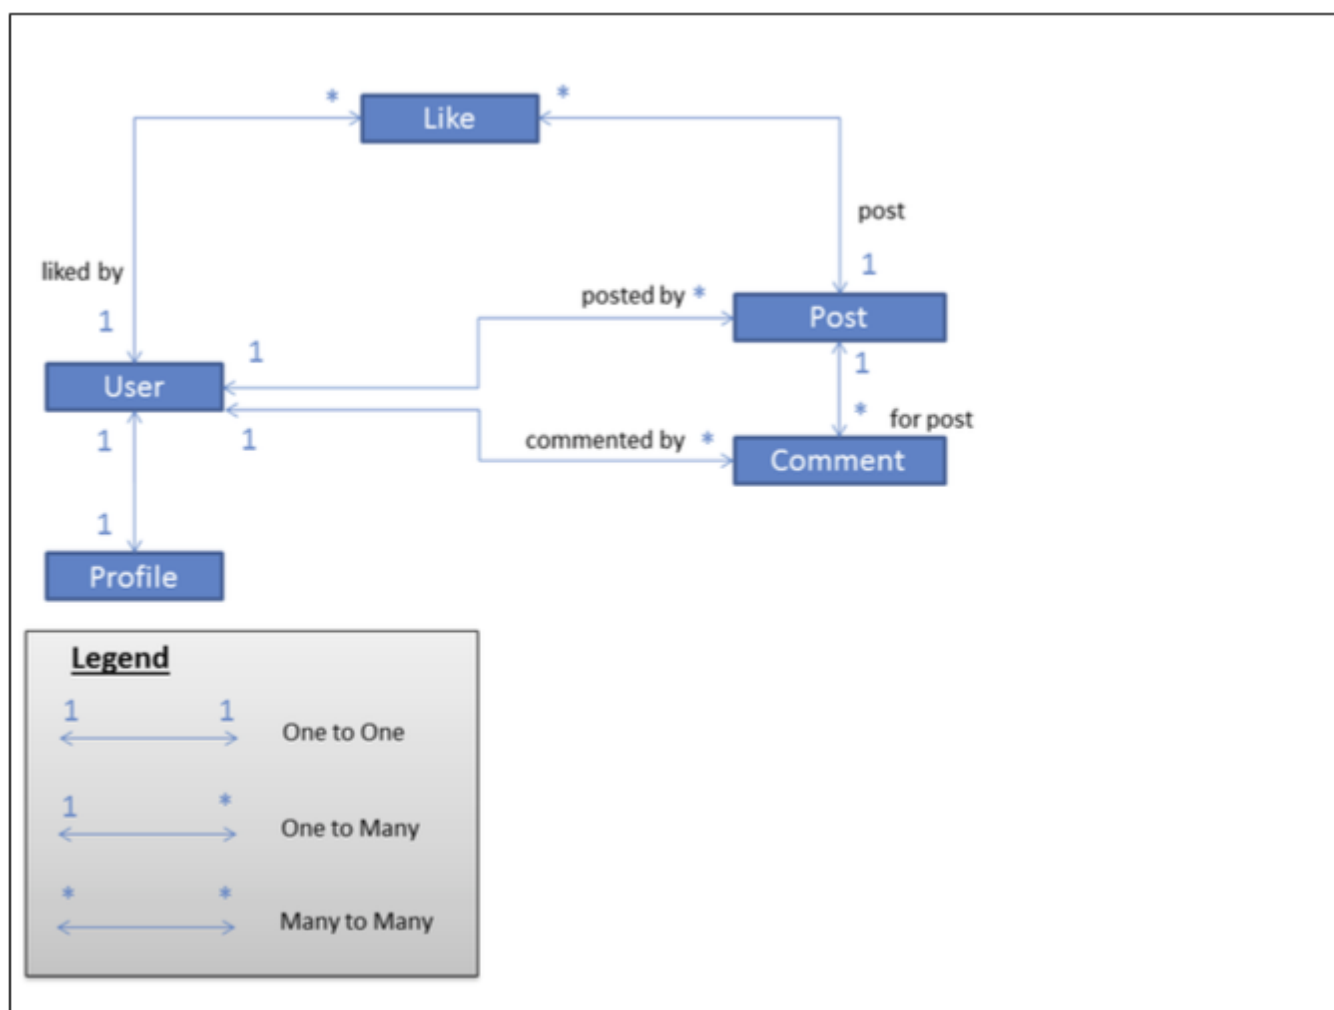 * Like *
post
liked by
1
posted by *
1
Post
1
User
1
1
* for post
1
1
commented by *
Comment
1
Profile
Legend
1 1
One to One
1 *
One to Many
* *
Many to Many